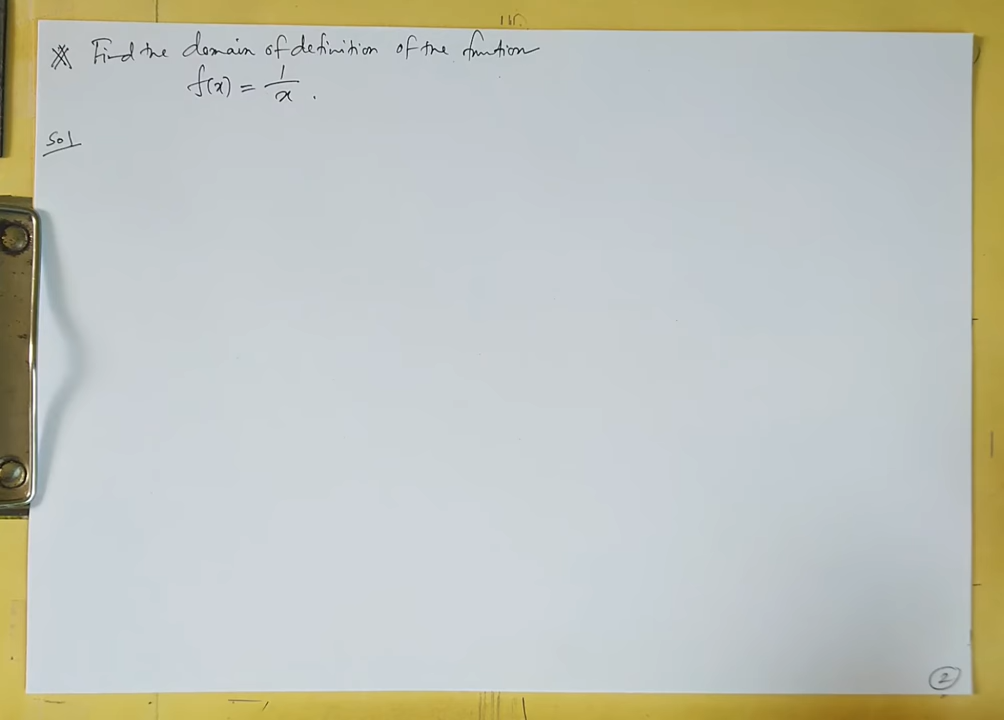 ※ Find the domain of definition of the function
f(x) = 1/x .
Sol
2